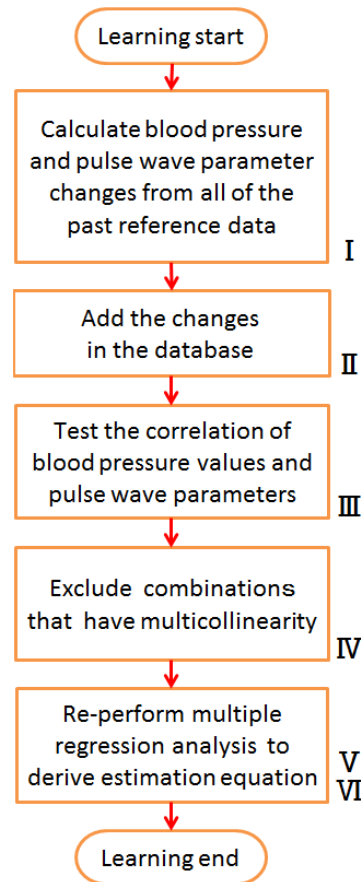 Learning start
Calculate blood pressure
and pulse wave parameter
changes from all of the
past reference data
Ⅰ
Add the changes
in the database
Ⅱ
Test the correlation of
blood pressure values and
pulse wave parameters
Ⅲ
Exclude combinations
that have multicollinearity
Ⅳ
Re-perform multiple
regression analysis to
derive estimation equation
Ⅴ
Ⅵ
Learning end